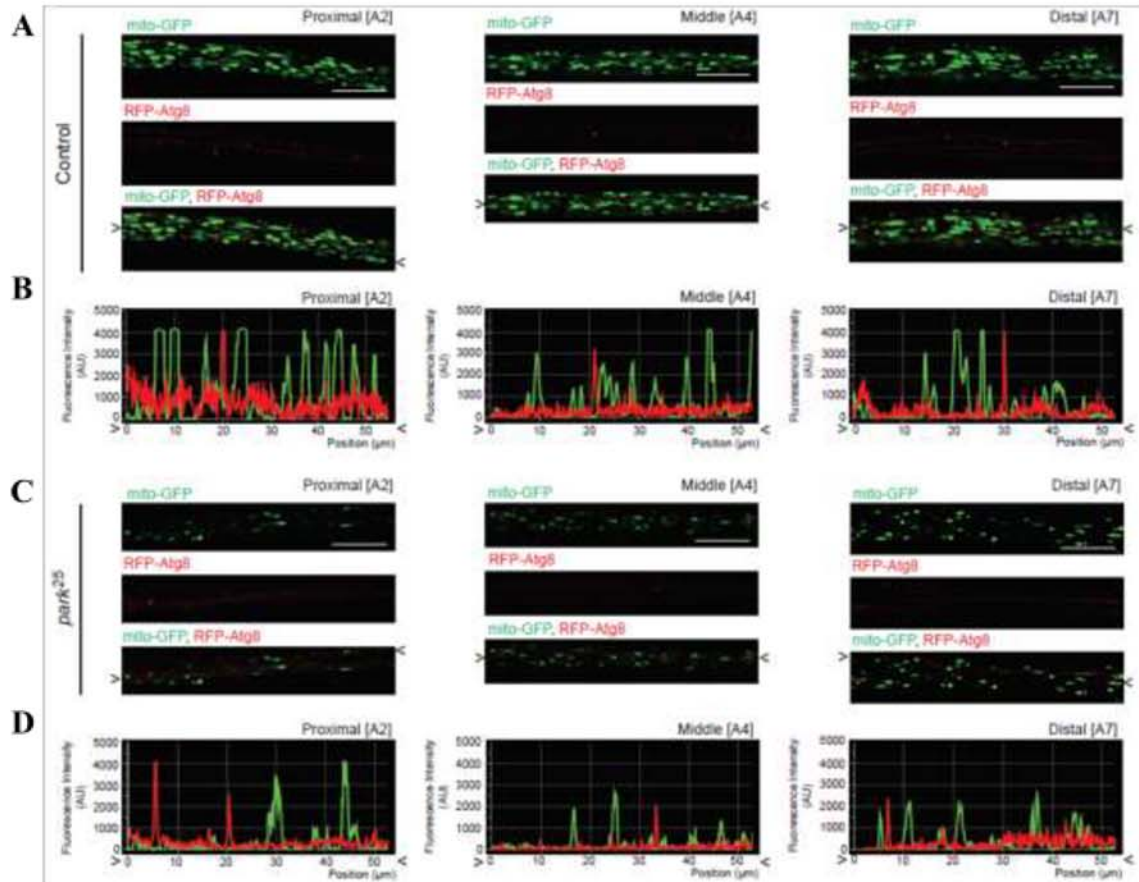 A
Proximal [A2]
Middle [A4]
Distal [A7]
mito-GFP
mito-GFP
mito-GFP
RFP-Atg8
RFP-Atg8
RFP-Atg8
mito-GFP, RFP-Atg8
mito-GFP, RFP-Atg8
mito-GFP, RFP-Atg8
Control
> <
> <
> <
B
Proximal [A2]
Middle [A4]
Distal [A7]
Fluorescence Intensity (AU)
5000
4000
3000
2000
1000
0
> 0 10 20 30 40 50 <
Position (µm)
Fluorescence Intensity (AU)
5000
4000
3000
2000
1000
0
> 0 10 20 30 40 50 <
Position (µm)
Fluorescence Intensity (AU)
5000
4000
3000
2000
1000
0
> 0 10 20 30 40 50 <
Position (µm)
C
Proximal [A2]
Middle [A4]
Distal [A7]
mito-GFP
mito-GFP
mito-GFP
RFP-Atg8
RFP-Atg8
RFP-Atg8
mito-GFP, RFP-Atg8
mito-GFP, RFP-Atg8
mito-GFP, RFP-Atg8
park25
> <
> <
> <
D
Proximal [A2]
Middle [A4]
Distal [A7]
Fluorescence Intensity (AU)
5000
4000
3000
2000
1000
0
> 0 10 20 30 40 50 <
Position (µm)
Fluorescence Intensity (AU)
5000
4000
3000
2000
1000
0
> 0 10 20 30 40 50 <
Position (µm)
Fluorescence Intensity (AU)
5000
4000
3000
2000
1000
0
> 0 10 20 30 40 50 <
Position (µm)